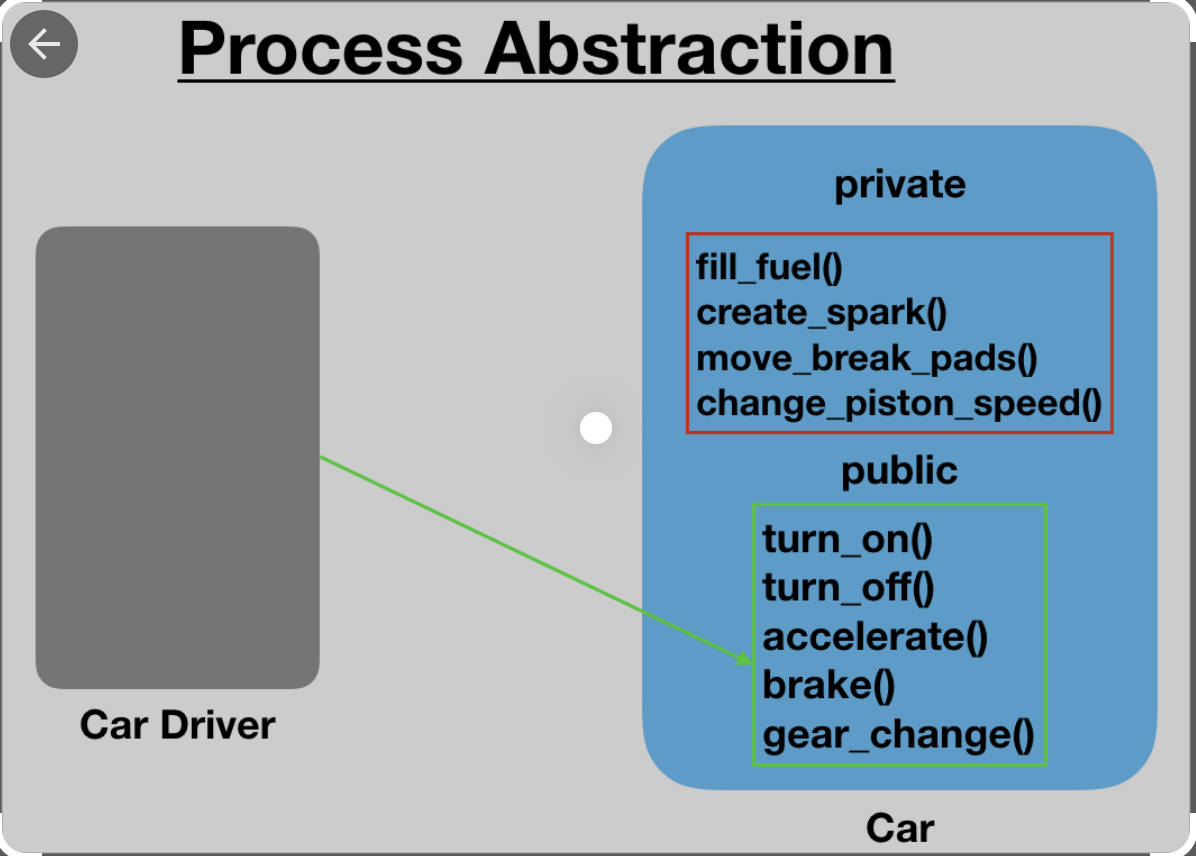 Process Abstraction
private
fill_fuel()
create_spark()
move_break_pads()
change_piston_speed()
public
turn_on()
turn_off()
accelerate()
brake()
gear_change()
Car Driver
Car